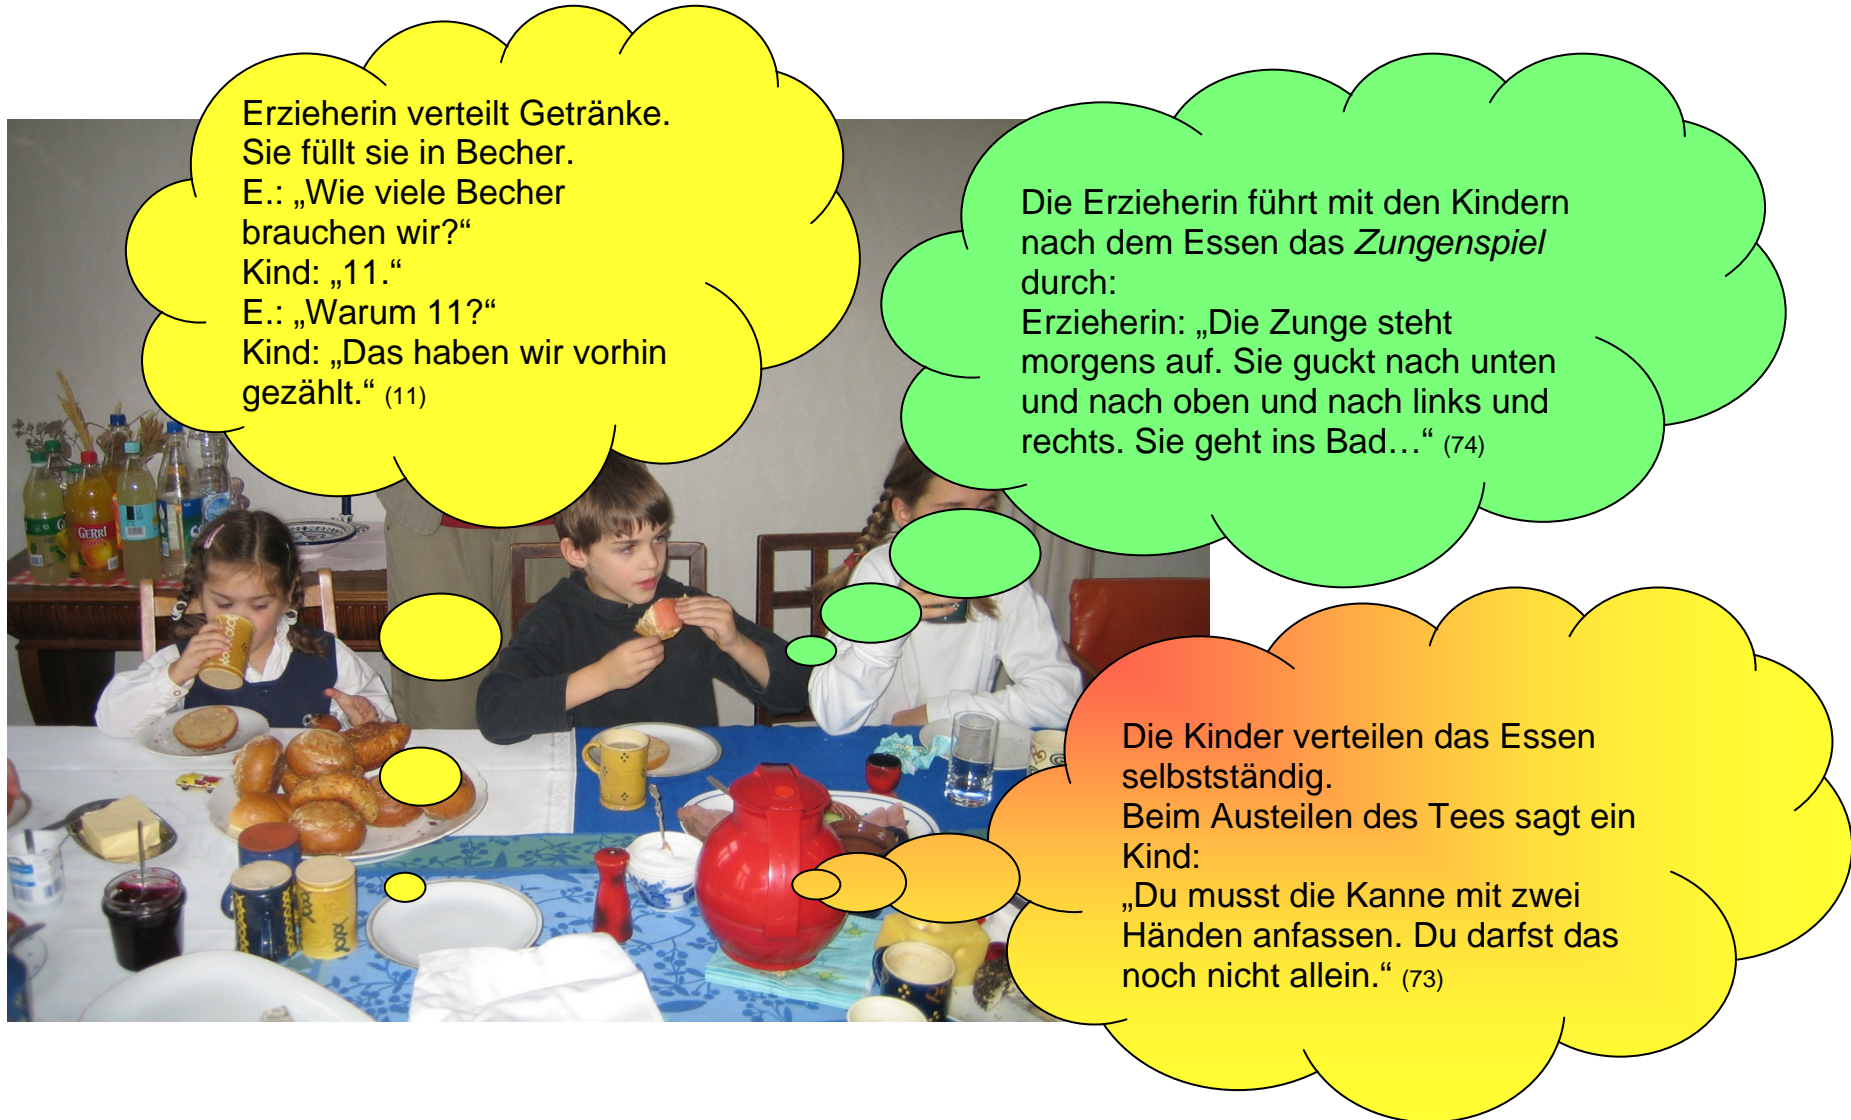 Erzieherin verteilt Getränke.
Sie füllt sie in Becher.
E.: „Wie viele Becher
brauchen wir?“
Kind: „11.“
E.: „Warum 11?“
Kind: „Das haben wir vorhin
gezählt.“ (11)
Die Erzieherin führt mit den Kindern
nach dem Essen das Zungenspiel
durch:
Erzieherin: „Die Zunge steht
morgens auf. Sie guckt nach unten
und nach oben und nach links und
rechts. Sie geht ins Bad…“ (74)
GERRI
Die Kinder verteilen das Essen
selbstständig.
Beim Austeilen des Tees sagt ein
Kind:
„Du musst die Kanne mit zwei
Händen anfassen. Du darfst das
noch nicht allein.“ (73)